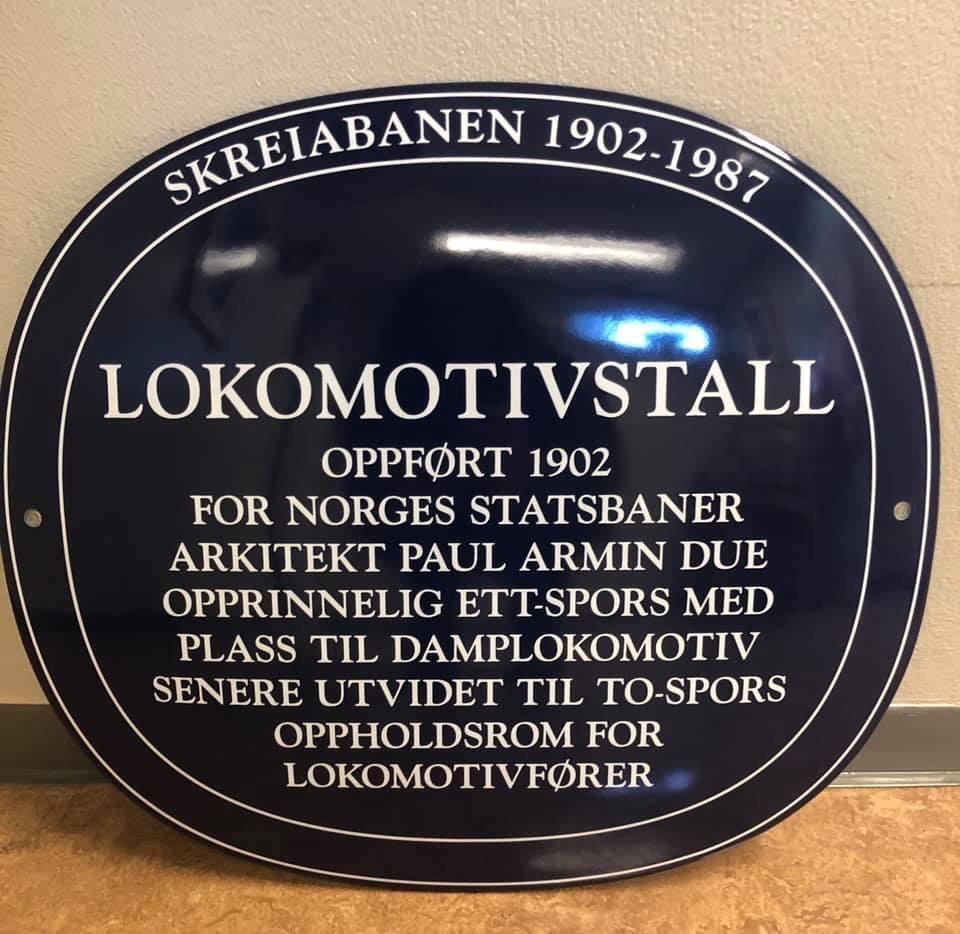 SKREIABANEN 1902-1987
LOKOMOTIVSTALL
OPPFØRT 1902
FOR NORGES STATSBANER
ARKITEKT PAUL ARMIN DUE
OPPRINNELIG ETT-SPORS MED
PLASS TIL DAMPLOKOMOTIV
SENERE UTVIDET TIL TO-SPORS
OPPHOLDSROM FOR
LOKOMOTIVFØRER